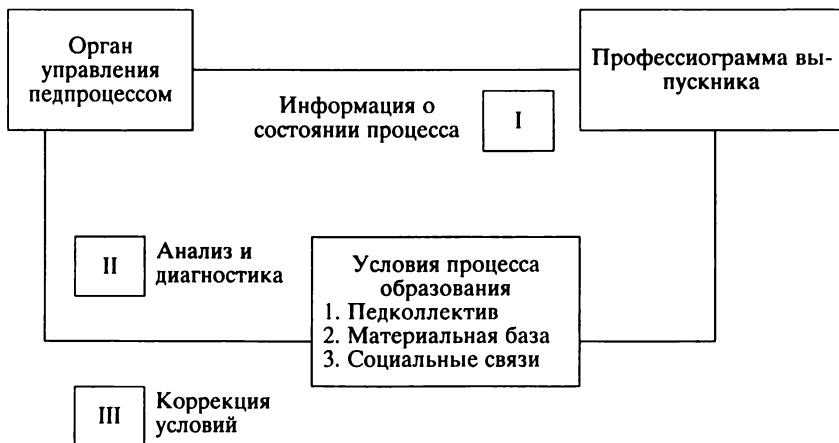 Орган
управления
педпроцессом
Профессиограмма вы-
пускника
Информация о
состоянии процесса
I
II
Анализ и
диагностика
Условия процесса
образования
1. Педколлектив
2. Материальная база
3. Социальные связи
III
Коррекция
условий